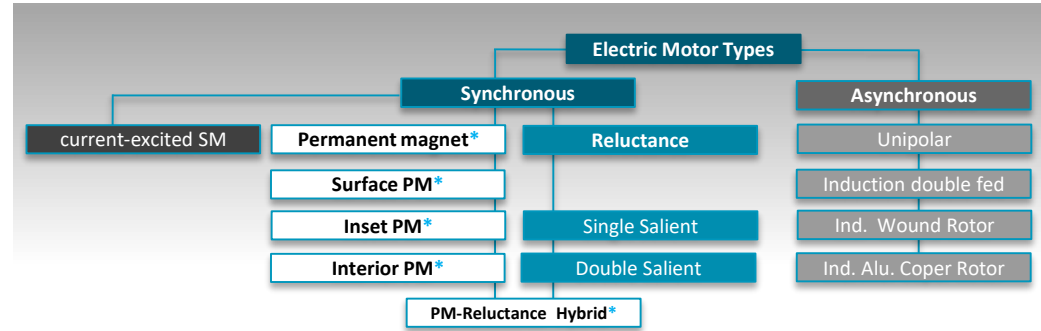 Electric Motor Types
Synchronous
Asynchronous
current-excited SM
Permanent magnet*
Reluctance
Unipolar
Surface PM*
Induction double fed
Inset PM*
Single Salient
Ind. Wound Rotor
Interior PM*
Double Salient
Ind. Alu. Coper Rotor
PM-Reluctance Hybrid*